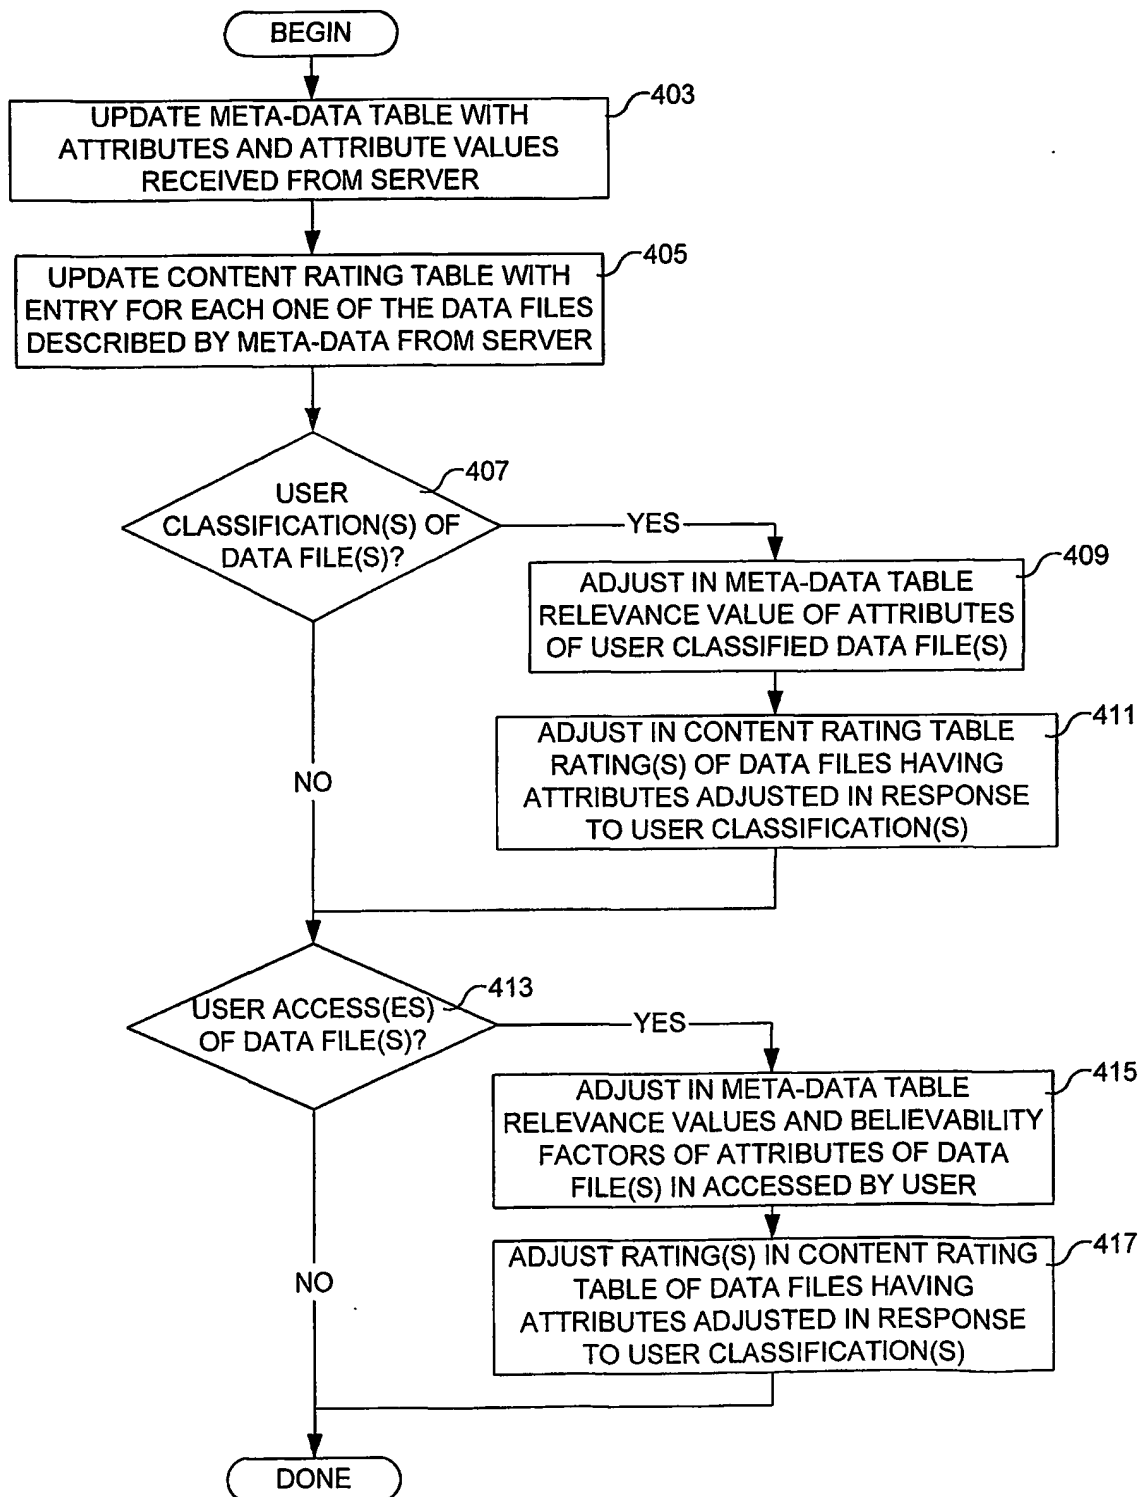 BEGIN
403
UPDATE META-DATA TABLE WITH
ATTRIBUTES AND ATTRIBUTE VALUES
RECEIVED FROM SERVER
405
UPDATE CONTENT RATING TABLE WITH
ENTRY FOR EACH ONE OF THE DATA FILES
DESCRIBED BY META-DATA FROM SERVER
407
USER
CLASSIFICATION(S) OF
DATA FILE(S)?
YES
409
ADJUST IN META-DATA TABLE
RELEVANCE VALUE OF ATTRIBUTES
OF USER CLASSIFIED DATA FILE(S)
411
ADJUST IN CONTENT RATING TABLE
RATING(S) OF DATA FILES HAVING
ATTRIBUTES ADJUSTED IN RESPONSE
TO USER CLASSIFICATION(S)
NO
413
USER ACCESS(ES)
OF DATA FILE(S)?
YES
415
ADJUST IN META-DATA TABLE
RELEVANCE VALUES AND BELIEVABILITY
FACTORS OF ATTRIBUTES OF DATA
FILE(S) IN ACCESSED BY USER
417
ADJUST RATING(S) IN CONTENT RATING
TABLE OF DATA FILES HAVING
ATTRIBUTES ADJUSTED IN RESPONSE
TO USER CLASSIFICATION(S)
NO
DONE